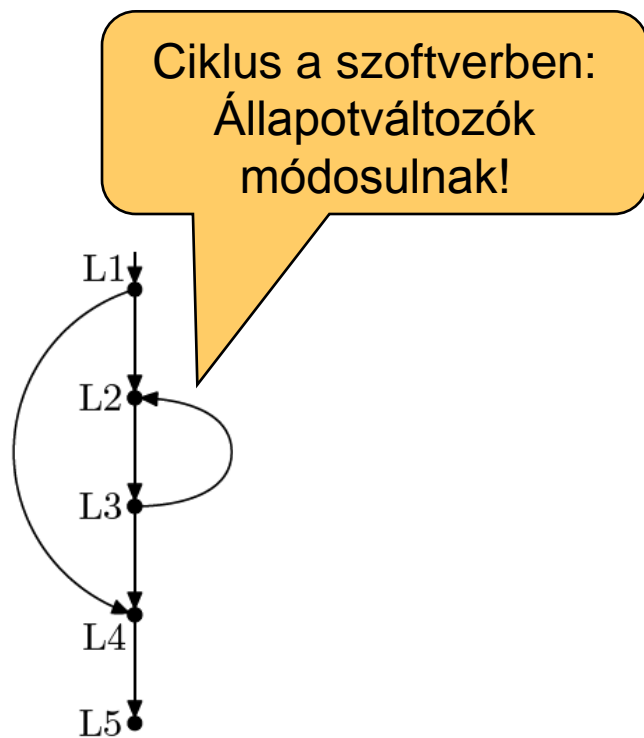 Ciklus a szoftverben:
Állapotváltozók
módosulnak!
L1
L2
L3
L4
L5